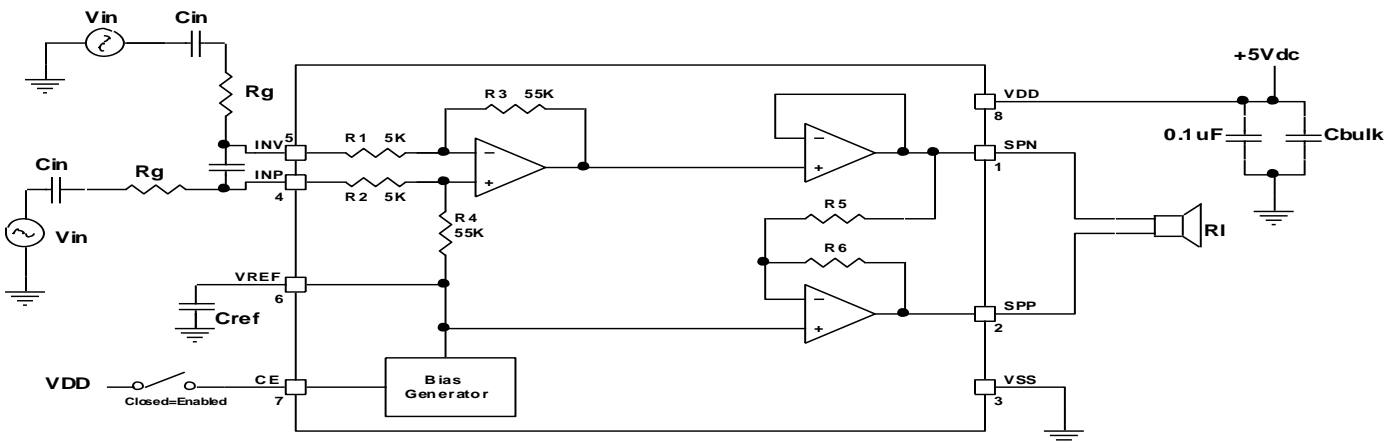 Vin
Cin
Rg
Cin
Rg
Vin
INV
5
INP
4
R1 5K
R2 5K
R3 55K
R4
55K
VREF
6
Cref
VDD
Closed=Enabled
CE
7
Bias
Generator
R5
R6
VDD
8
SPN
1
SPP
2
VSS
3
+5Vdc
0.1uF
Cbulk
Rl